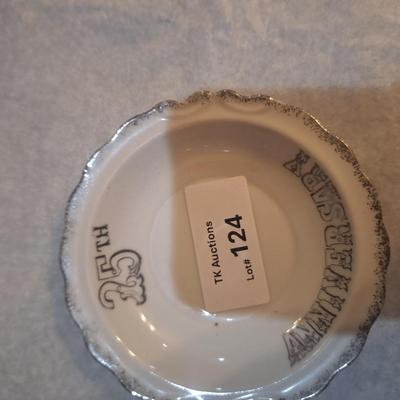 25TH
ANNIVERSARY
TK Auctions
124
Lot#